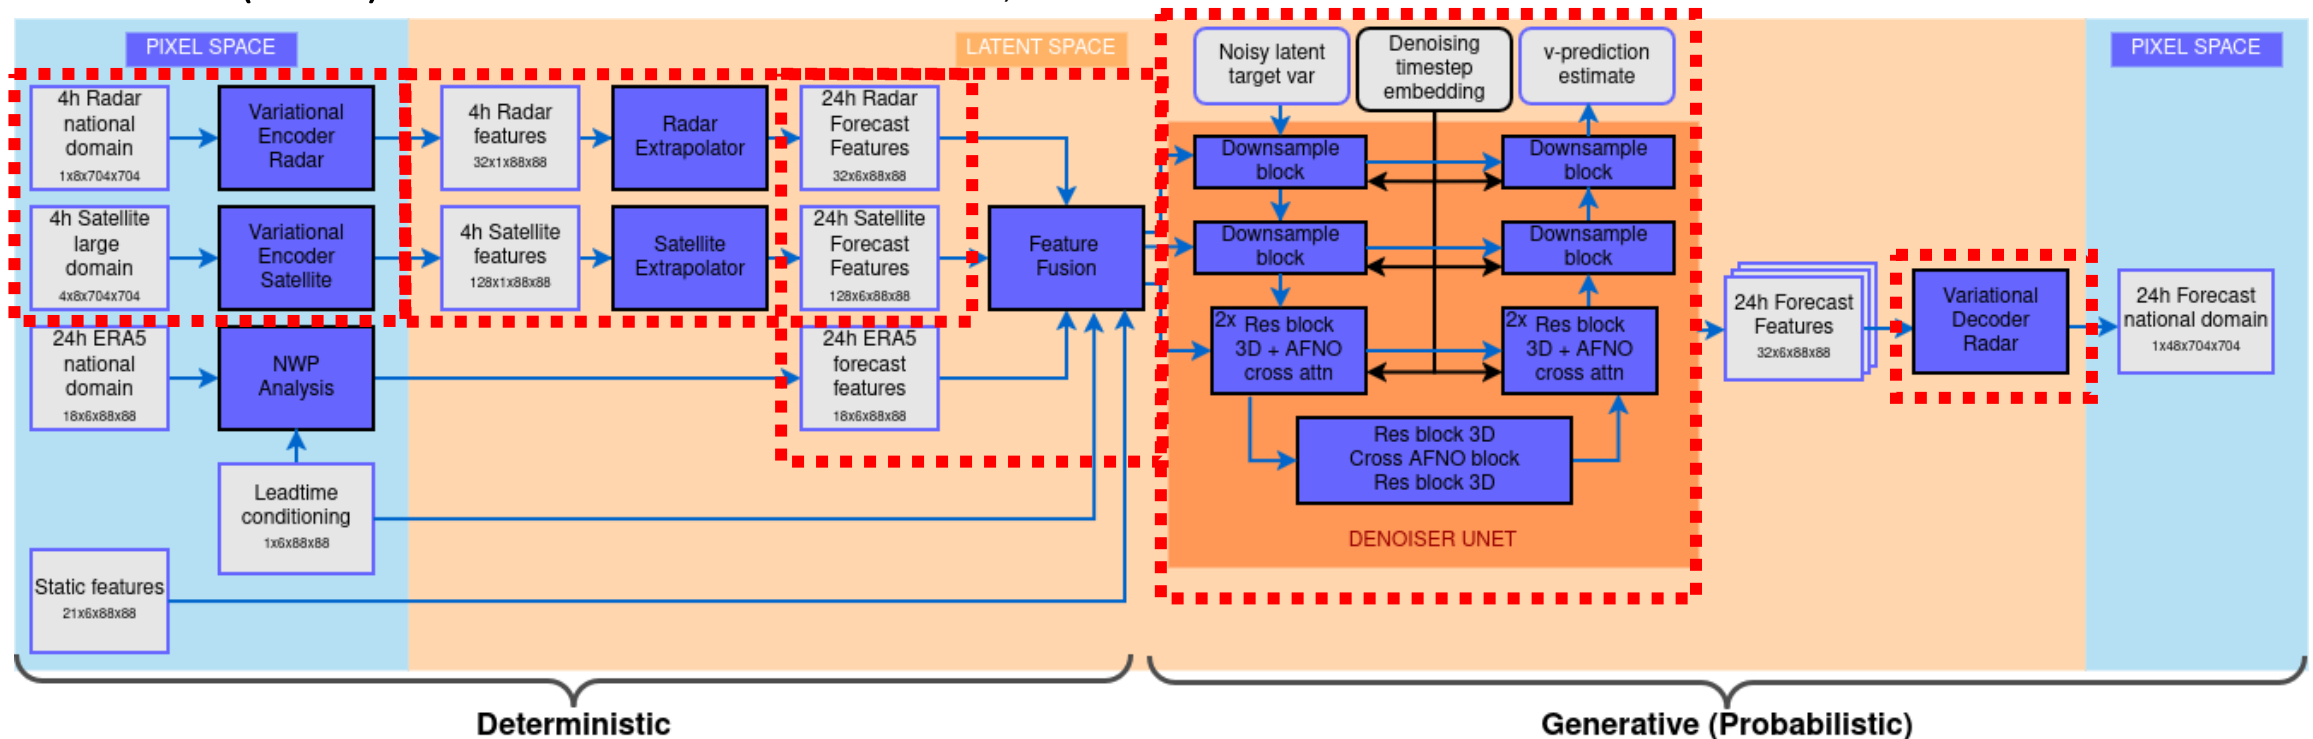 PIXEL SPACE
LATENT SPACE
PIXEL SPACE
4h Radar
national
domain
1x8x704x704
Variational
Encoder
Radar
4h Radar
features
32x1x88x88
Radar
Extrapolator
24h Radar
Forecast
Features
32x6x88x88
4h Satellite
large
domain
4x8x704x704
Variational
Encoder
Satellite
4h Satellite
features
128x1x88x88
Satellite
Extrapolator
24h Satellite
Forecast
Features
128x6x88x88
Feature
Fusion
24h ERA5
national
domain
18x6x88x88
NWP
Analysis
24h ERA5
forecast
features
18x6x88x88
Leadtime
conditioning
1x6x88x88
Static features
21x6x88x88
Noisy latent
target var
Denoising
timestep
embedding
v-prediction
estimate
Downsample
block
Downsample
block
Downsample
block
Downsample
block
2x Res block
3D + AFNO
cross attn
2x Res block
3D + AFNO
cross attn
Res block 3D
Cross AFNO block
Res block 3D
DENOISER UNET
24h Forecast
Features
32x6x88x88
Variational
Decoder
Radar
24h Forecast
national domain
1x48x704x704
Deterministic
Generative (Probabilistic)